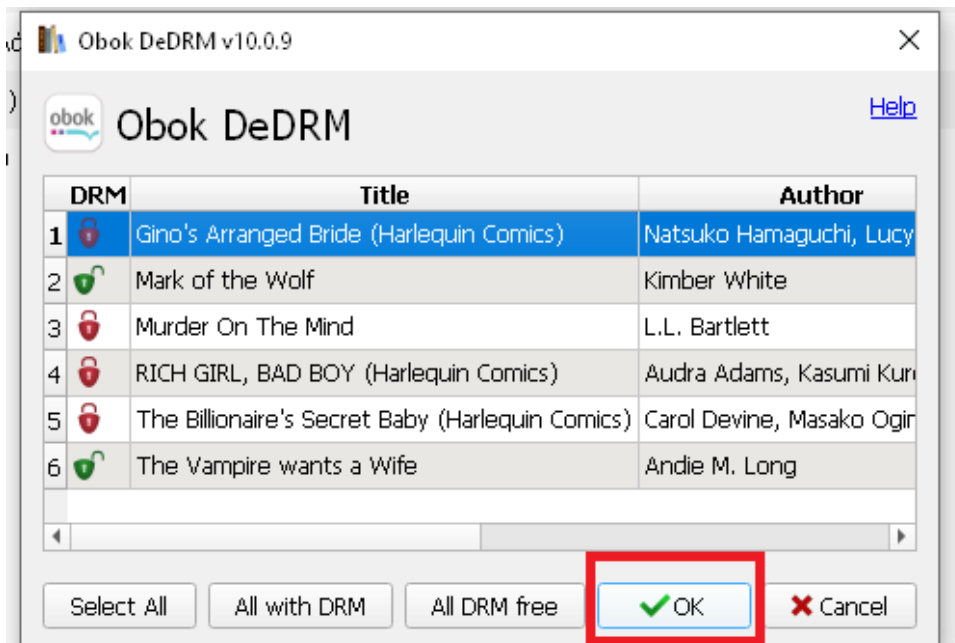 Obok DeDRM v10.0.9
obok Obok DeDRM Help
DRM Title Author
1 Gino's Arranged Bride (Harlequin Comics) Natsuko Hamaguchi, Lucy
2 Mark of the Wolf Kimber White
3 Murder On The Mind L.L. Bartlett
4 RICH GIRL, BAD BOY (Harlequin Comics) Audra Adams, Kasumi
5 The Billionaire's Secret Baby (Harlequin Comics) Carol Devine, Masako
6 The Vampire wants a Wife Andie M. Long
Select All All with DRM All DRM free OK Cancel